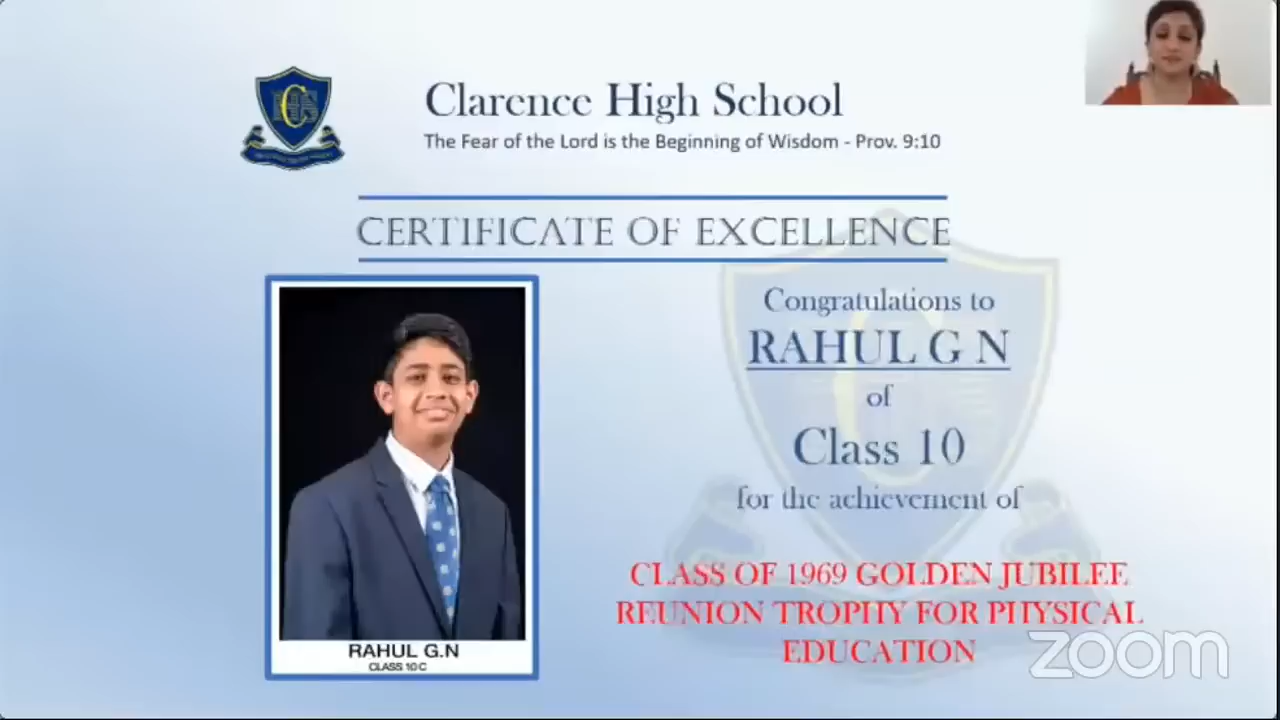 Clarence High School
The Fear of the Lord is the Beginning of Wisdom - Prov. 9:10
CERTIFICATE OF EXCELLENCE
Congratulations to
RAHUL G N
of
Class 10
for the achievement of
CLASS OF 1969 GOLDEN JUBILEE
REUNION TROPHY FOR PHYSICAL
EDUCATION
RAHUL G.N
CLASS 10 C
zoom